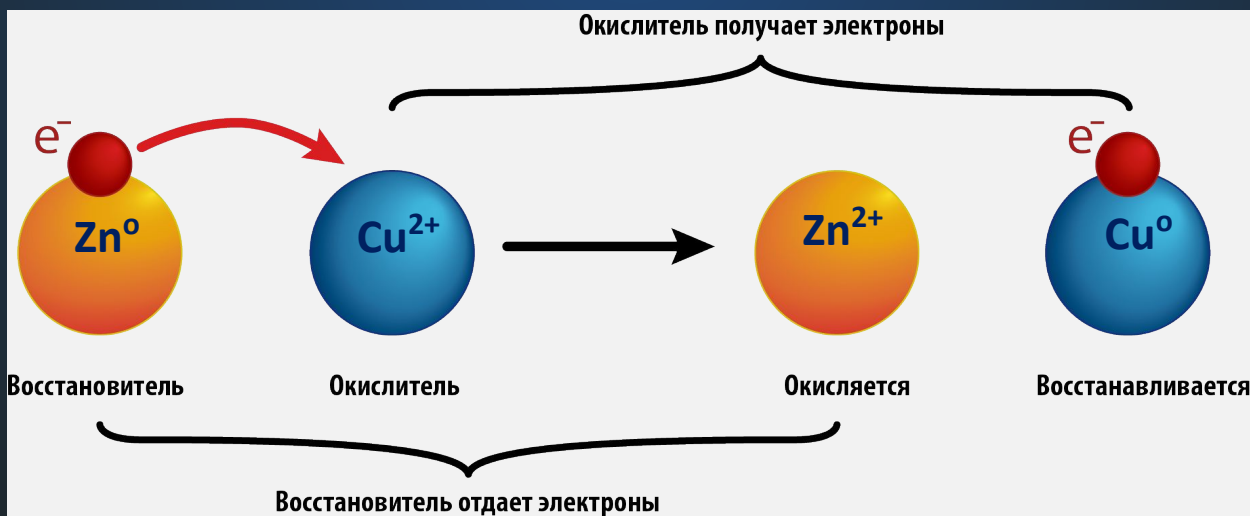 Окислитель получает электроны
e⁻ e⁻
Zn⁰ Cu²⁺ Zn²⁺ Cu⁰
Восстановитель Окислитель Окисляется Восстанавливается
Восстановитель отдает электроны